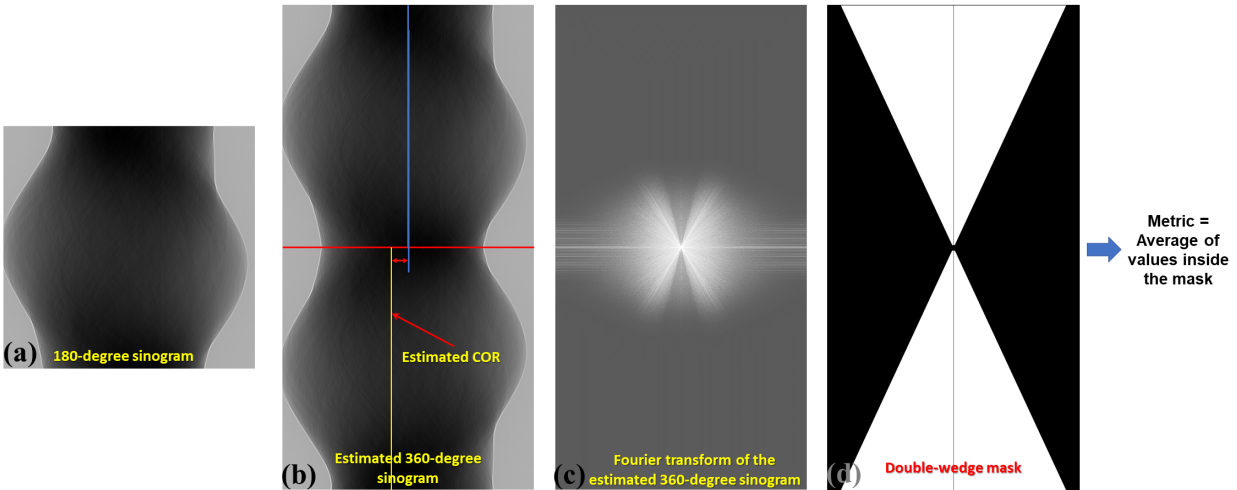 (a)
180-degree sinogram
Estimated COR
(b)
Estimated 360-degree
sinogram
(c)
Fourier transform of the
estimated 360-degree sinogram
(d)
Double-wedge mask
Metric =
Average of
values inside
the mask